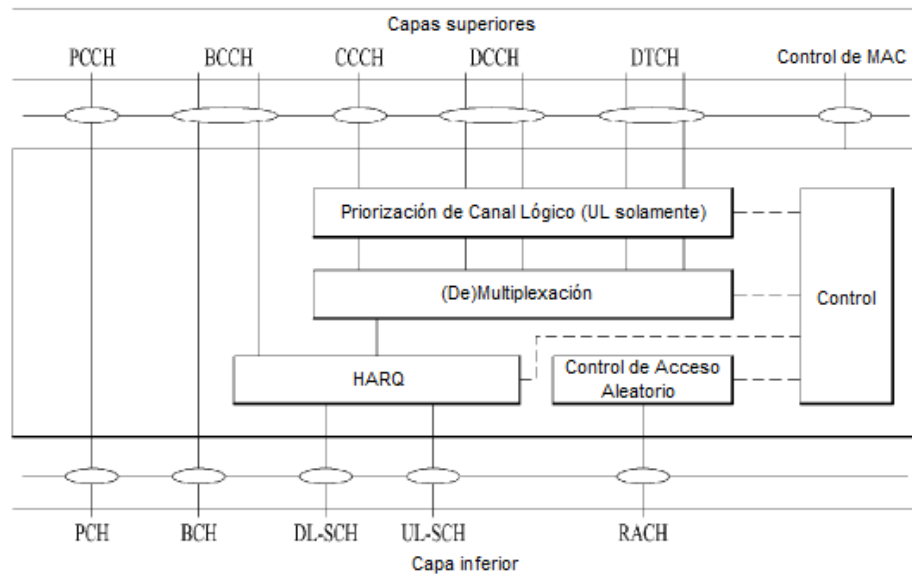 Capas superiores
PCCH BCCH CCCH DCCH DTCH Control de MAC
Priorización de Canal Lógico (UL solamente)
(De)Multiplexación
Control
HARQ
Control de Acceso
Aleatorio
PCH BCH DL-SCH UL-SCH RACH
Capa inferior